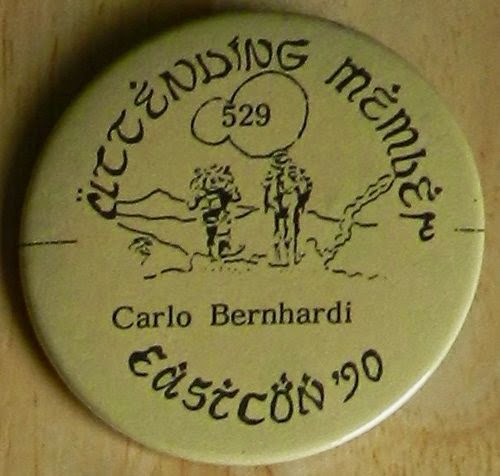 ATTENDING MEMBER
529
Carlo Bernhardi
EASTCON '90